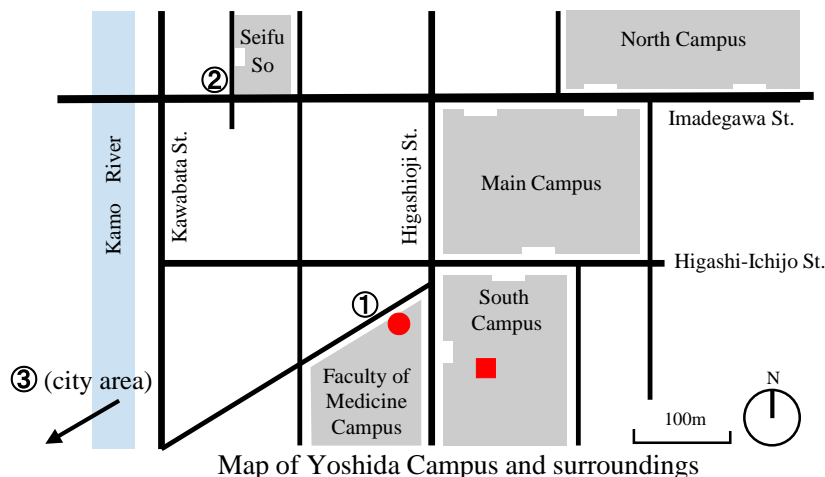 Seifu
So
North Campus
②
Imadegawa St.
Kamo River
Kawabata St.
Higashioji St.
Main Campus
Higashi-Ichijo St.
①
South
Campus
③ (city area)
Faculty of
Medicine
Campus
N
100m
Map of Yoshida Campus and surroundings